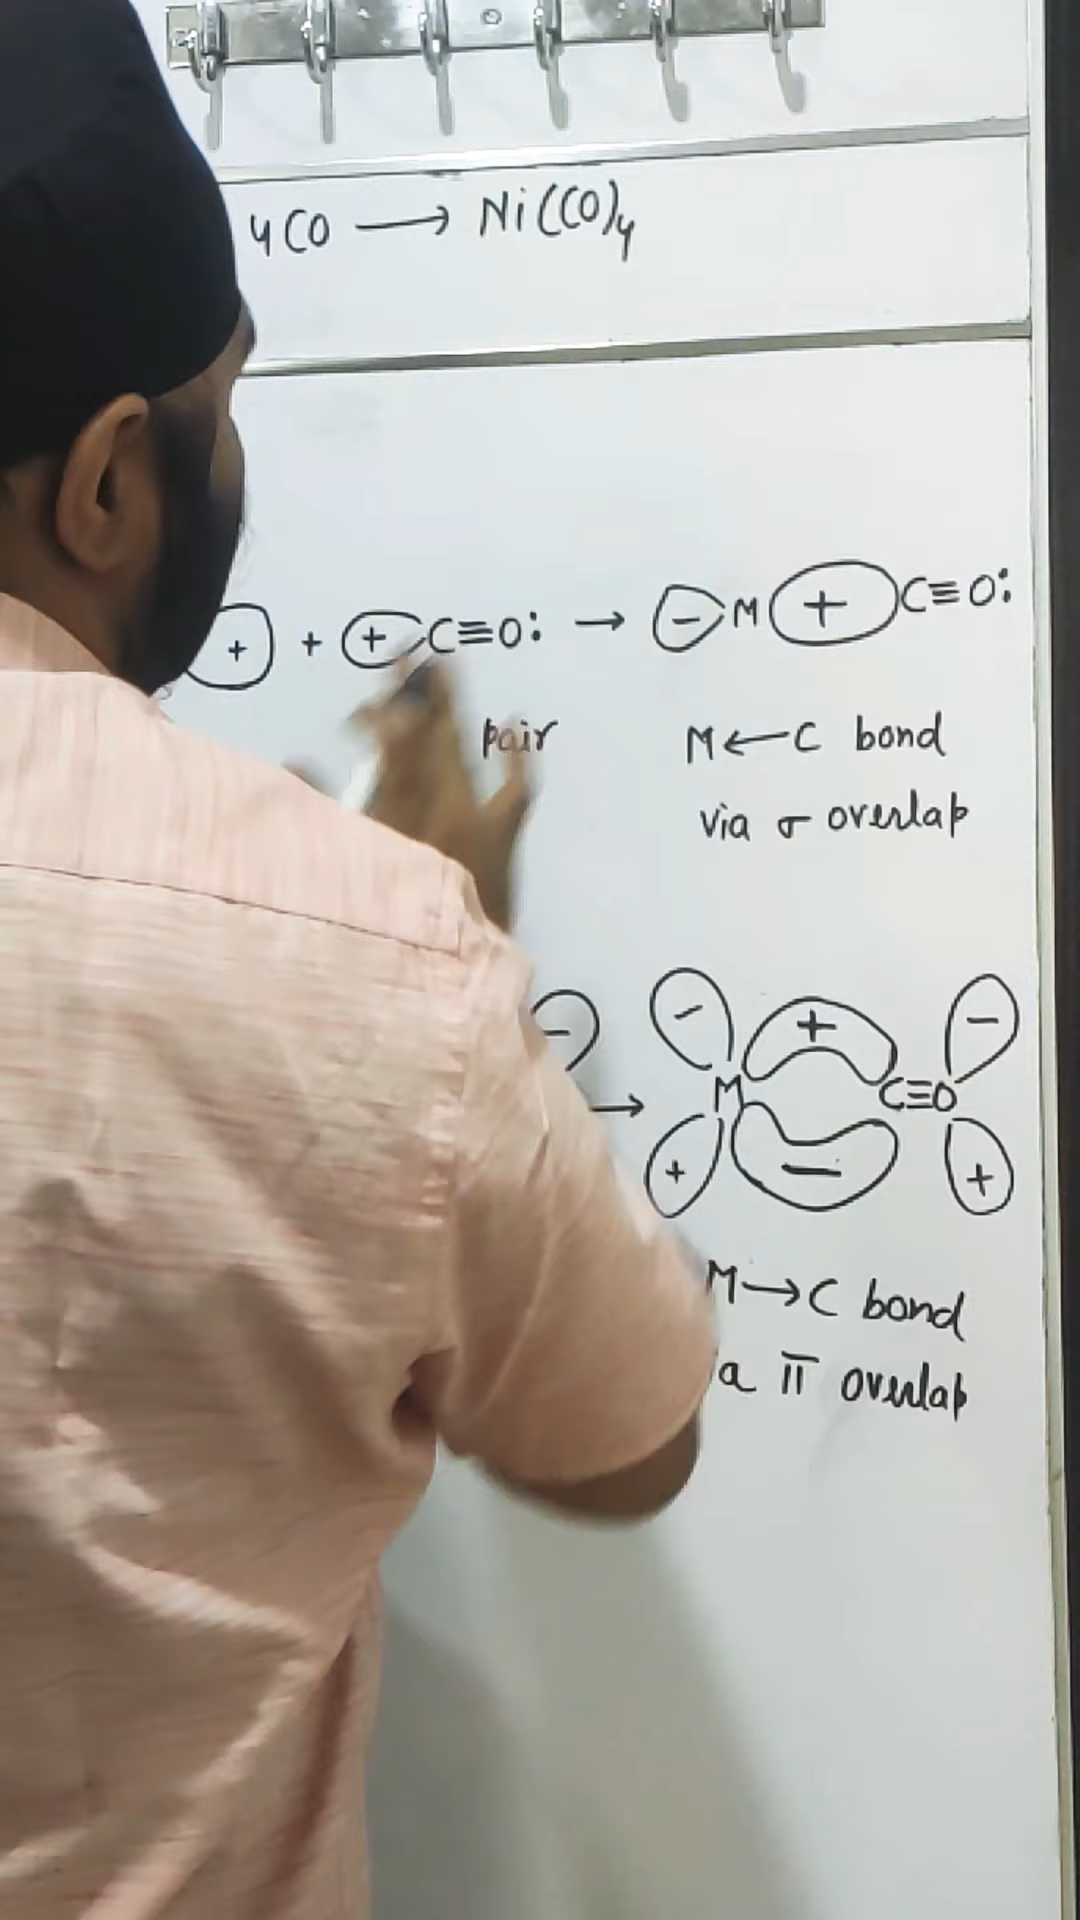 4CO ⟶ Ni(CO)4
+ + + C≡O: → - M + C≡O:
pair
M←C bond
via σ overlap
- → - + - M C≡O + - +
M→C bond
a π overlap